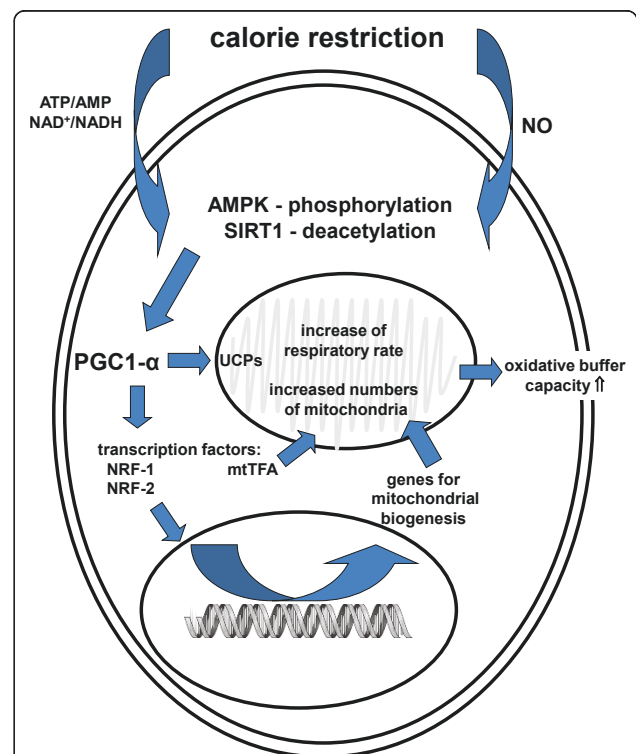 calorie restriction
ATP/AMP
NAD⁺/NADH
NO
AMPK - phosphorylation
SIRT1 - deacetylation
PGC1-α
UCPs
increase of
respiratory rate
increased numbers
of mitochondria
oxidative buffer
capacity ⇑
transcription factors:
NRF-1 mtTFA
NRF-2
genes for
mitochondrial
biogenesis